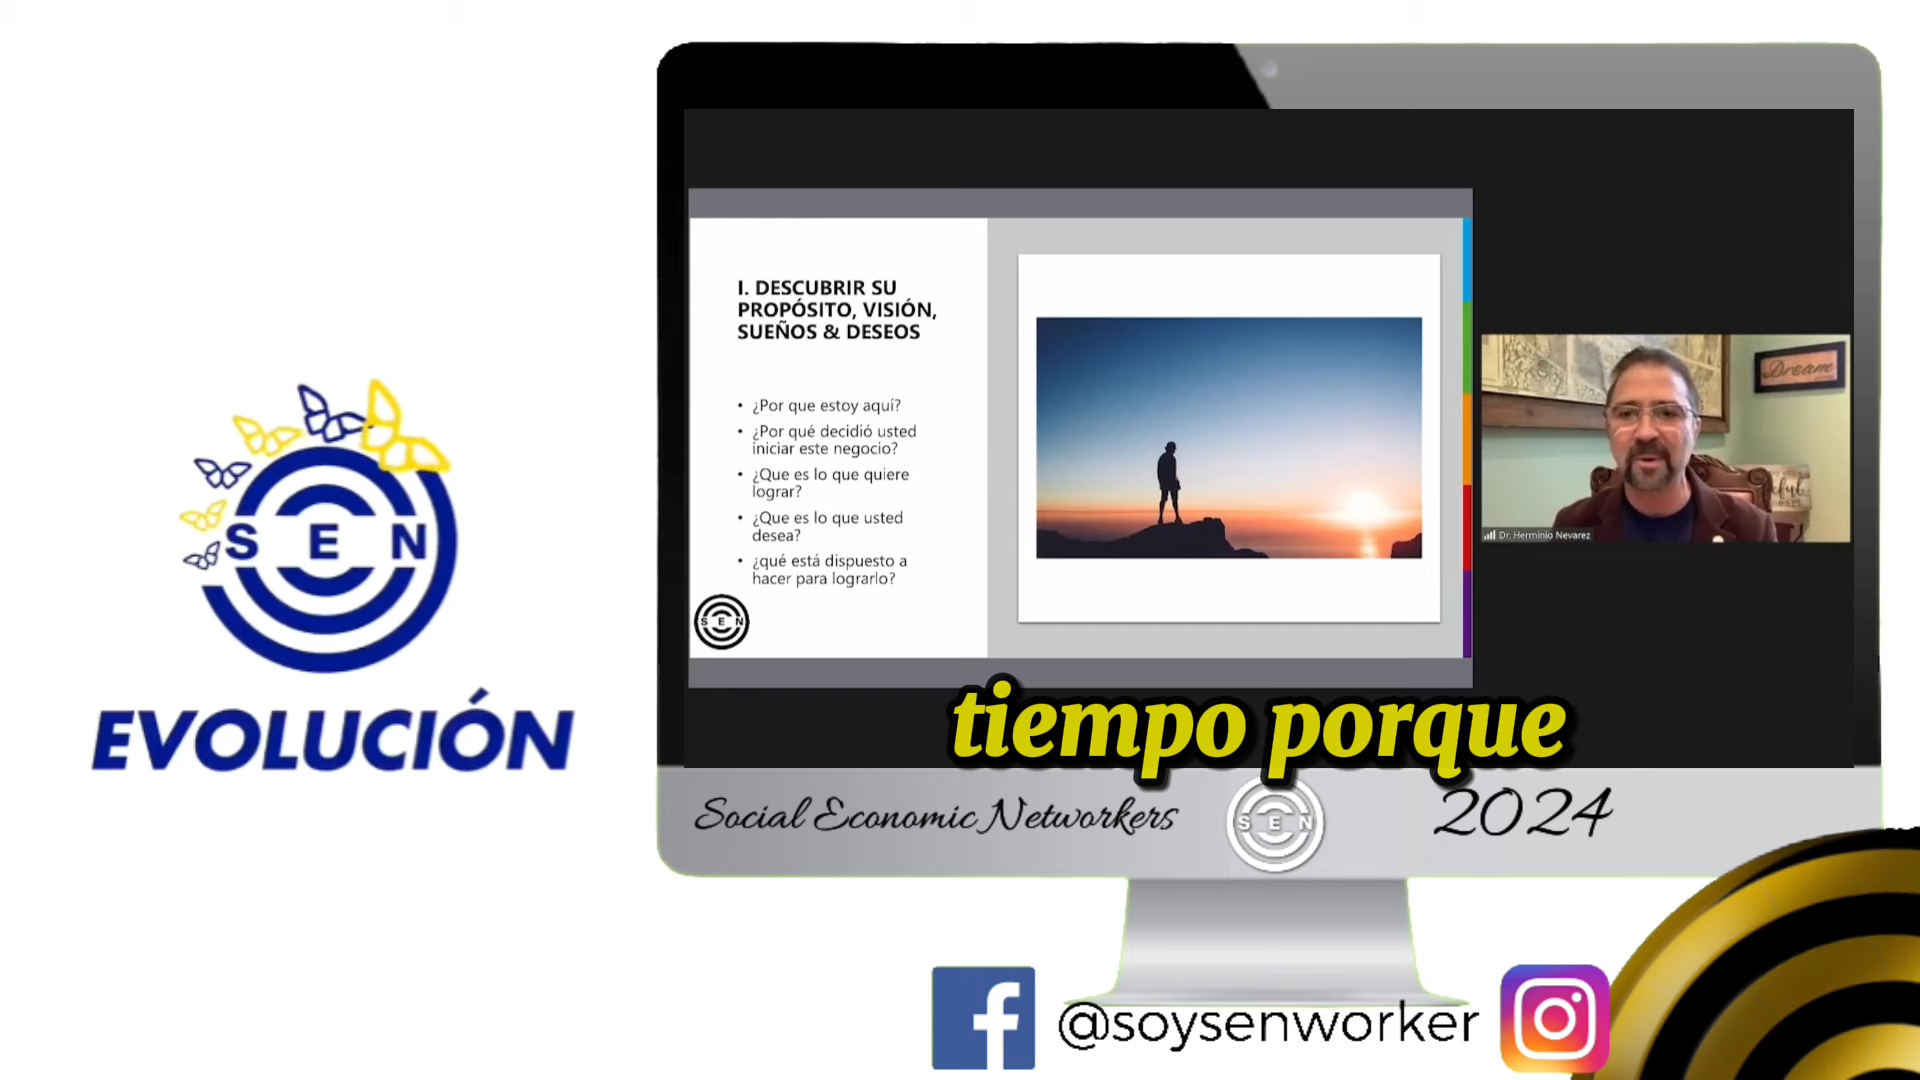 S E N
EVOLUCIÓN
I. DESCUBRIR SU
PROPÓSITO, VISIÓN,
SUEÑOS & DESEOS
• ¿Por que estoy aquí?
• ¿Por qué decidió usted
iniciar este negocio?
• ¿Que es lo que quiere
lograr?
• ¿Que es lo que usted
desea?
• ¿qué está dispuesto a
hacer para lograrlo?
S E N
Dream
Dr. Herminio Nevarez
tiempo porque
Social Economic Networkers
S E N
2024
@soysenworker